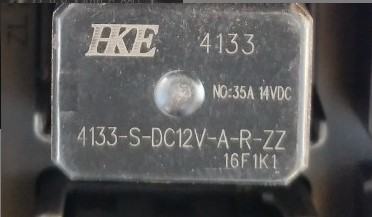 HKE 4133
NO:35A 14VDC
4133-S-DC12V-A-R-ZZ
16F1K1